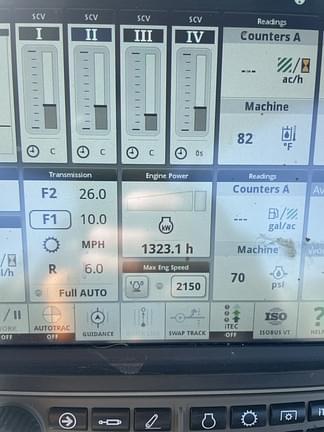 SCV
SCV
SCV
SCV
I
II
III
IV
C
C
C
0s
Readings
Counters A
---
ac/h
Machine
82
°F
Transmission
F2 26.0
F1 10.0
MPH
R 6.0
Full AUTO
Engine Power
kW
1323.1 h
Max Eng Speed
2150
Readings
Counters A
---
gal/ac
Machine
70
psi
l/h
AUTOTRAC
OFF
GUIDANCE
SWAP TRACK
iTEC
OFF
ISO
ISOBUS VT
?